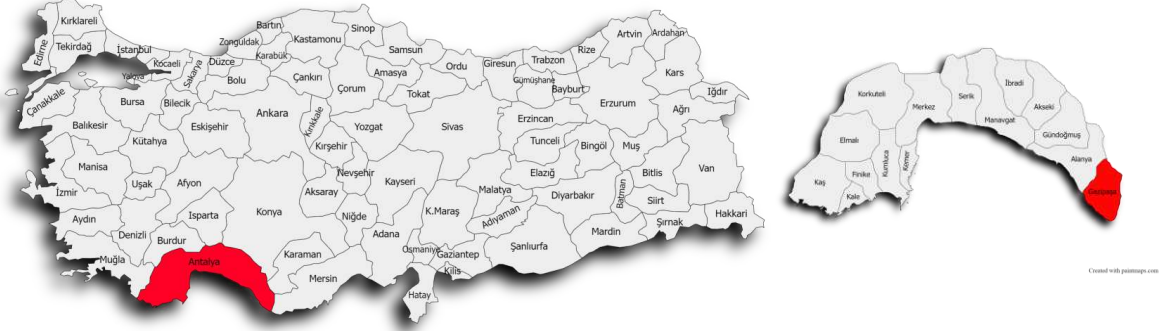 Kırklareli
Edirne
Tekirdağ
İstanbul
Kocaeli
Yalova
Sakarya
Düzce
Zonguldak
Bartın
Karabük
Kastamonu
Sinop
Samsun
Ordu
Giresun
Trabzon
Rize
Artvin
Ardahan
Kars
Iğdır
Ağrı
Erzurum
Bayburt
Gümüşhane
Bolu
Çankırı
Çorum
Amasya
Tokat
Çanakkale
Bursa
Bilecik
Balıkesir
Kütahya
Eskişehir
Ankara
Kırıkkale
Yozgat
Sivas
Erzincan
Tunceli
Bingöl
Muş
Kırşehir
Nevşehir
Kayseri
Manisa
Uşak
Afyon
İzmir
Aydın
Denizli
Isparta
Burdur
Muğla
Antalya
Konya
Aksaray
Niğde
Karaman
Mersin
Adana
Osmaniye
Hatay
Gaziantep
Kilis
K.Maraş
Malatya
Adıyaman
Elazığ
Diyarbakır
Şanlıurfa
Mardin
Batman
Siirt
Bitlis
Van
Hakkari
Şırnak
Korkuteli
Elmalı
Kaş
Finike
Kale
Kumluca
Kemer
Merkez
Serik
Manavgat
İbradi
Akseki
Gündoğmuş
Alanya
Gazipaşa
Created with paintmaps.com